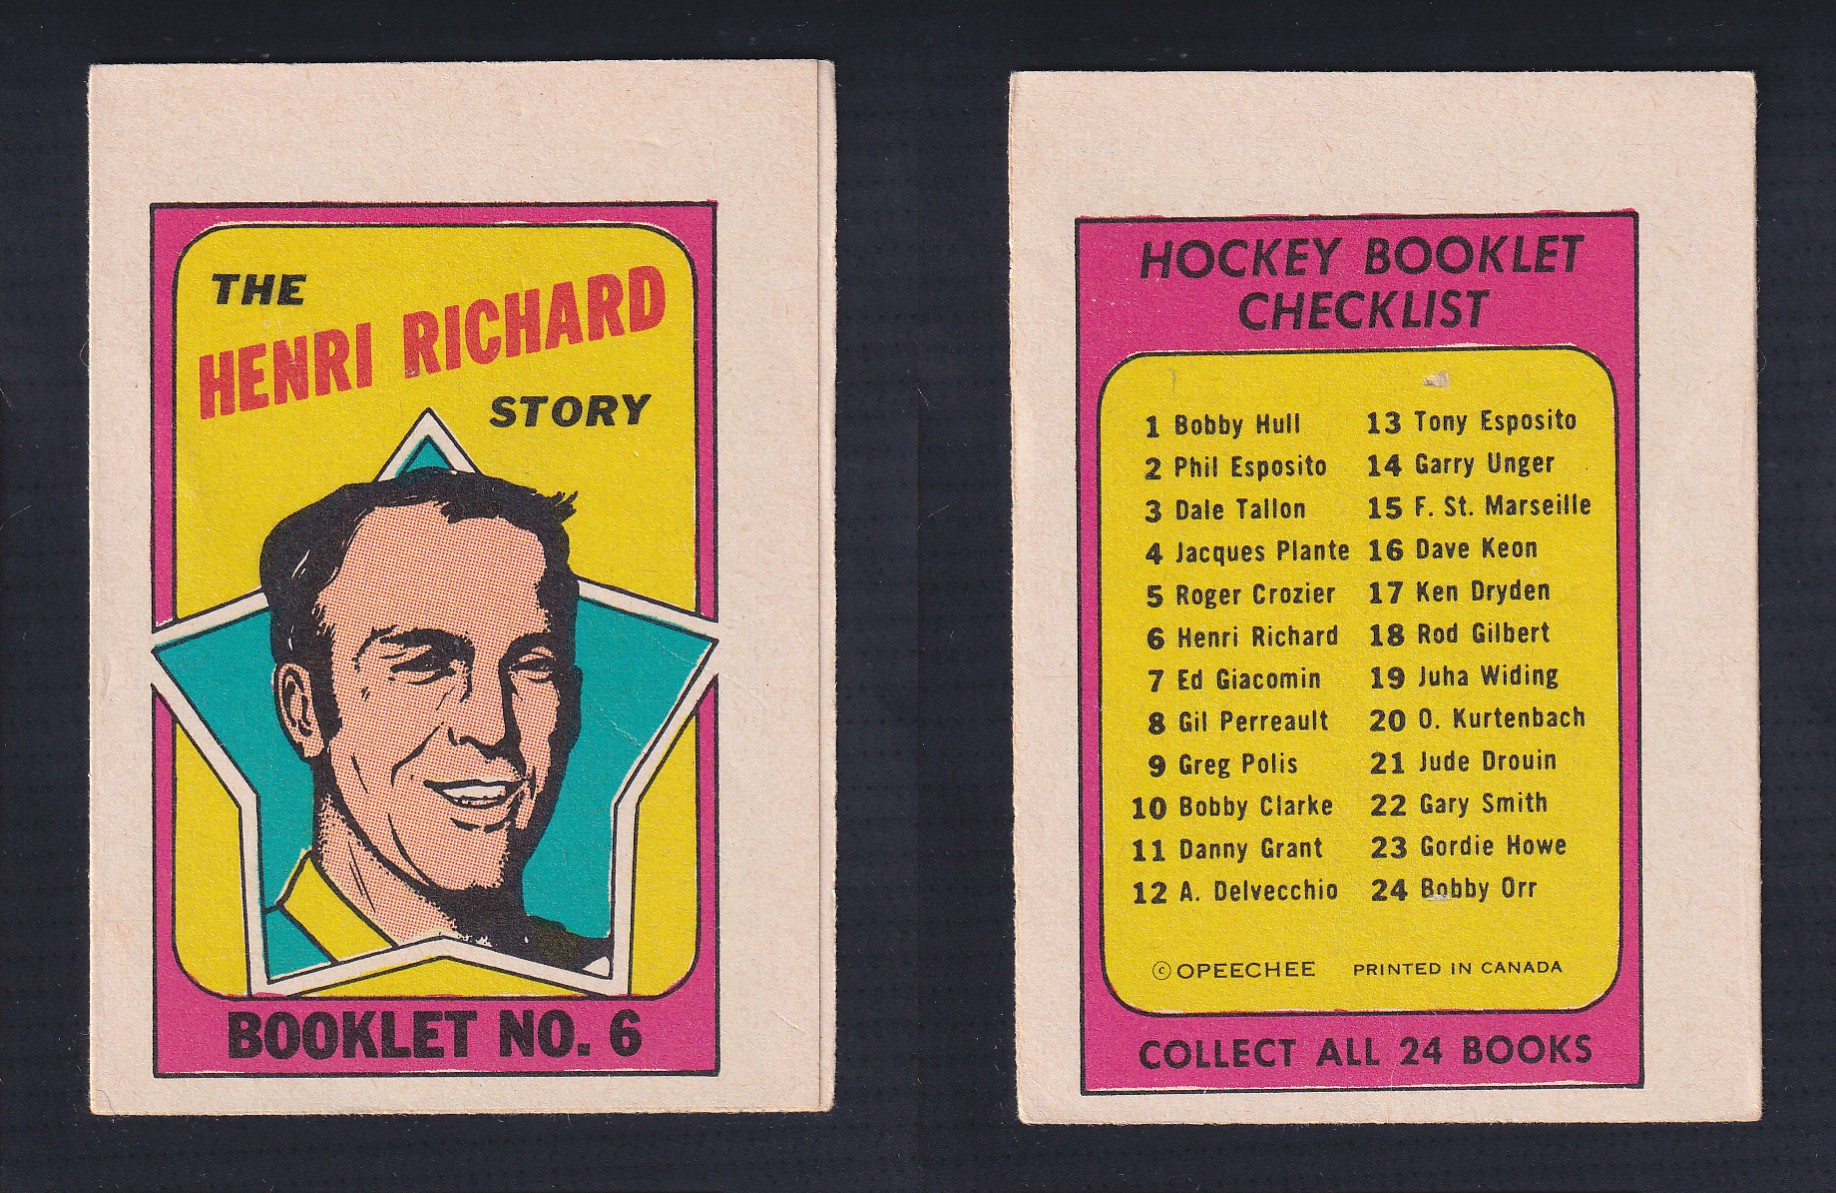 THE
HENRI RICHARD
STORY
BOOKLET NO. 6
HOCKEY BOOKLET
CHECKLIST
1 Bobby Hull
2 Phil Esposito
3 Dale Tallon
4 Jacques Plante
5 Roger Crozier
6 Henri Richard
7 Ed Giacomin
8 Gil Perreault
9 Greg Polis
10 Bobby Clarke
11 Danny Grant
12 A. Delvecchio
13 Tony Esposito
14 Garry Unger
15 F. St. Marseille
16 Dave Keon
17 Ken Dryden
18 Rod Gilbert
19 Juha Widing
20 O. Kurtenbach
21 Jude Drouin
22 Gary Smith
23 Gordie Howe
24 Bobby Orr
© OPEECHEE PRINTED IN CANADA
COLLECT ALL 24 BOOKS